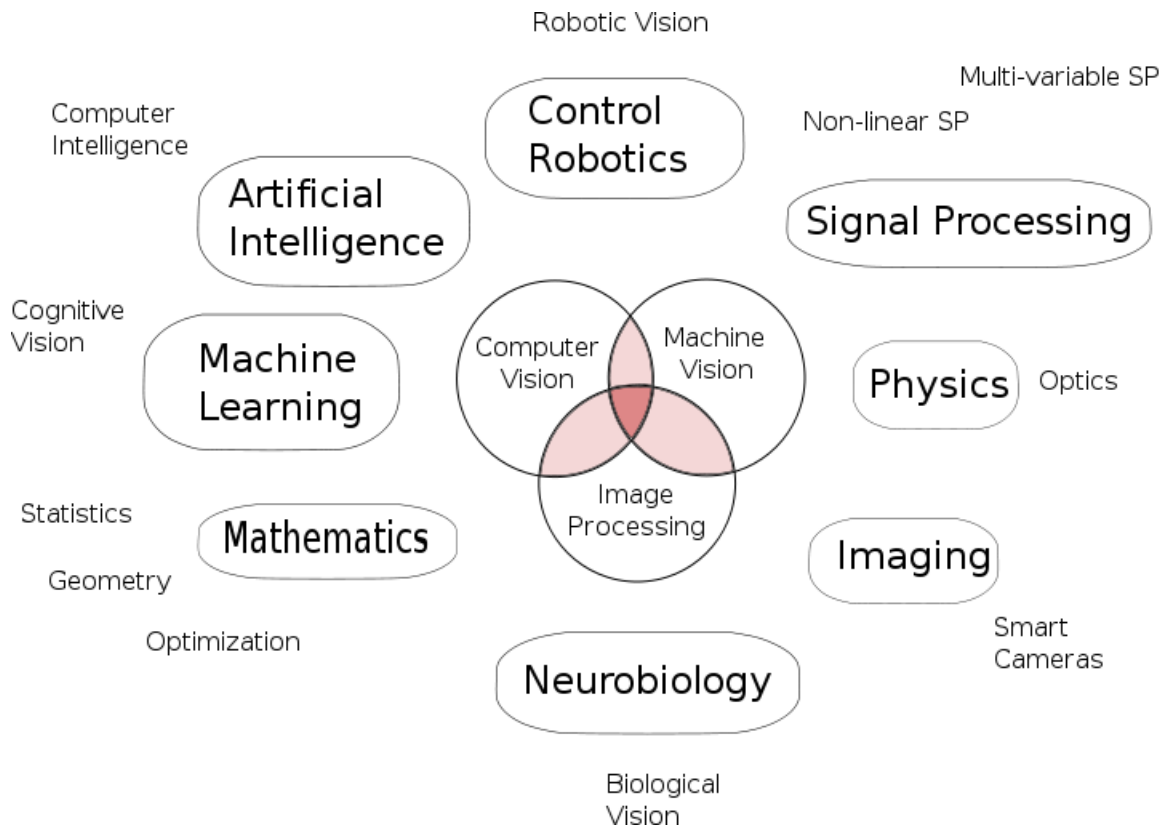 Robotic Vision
Multi-variable SP
Computer
Intelligence
Control
Robotics
Non-linear SP
Artificial
Intelligence
Signal Processing
Cognitive
Vision
Machine
Learning
Computer
Vision
Machine
Vision
Physics
Optics
Image
Processing
Statistics
Mathematics
Geometry
Optimization
Imaging
Smart
Cameras
Neurobiology
Biological
Vision